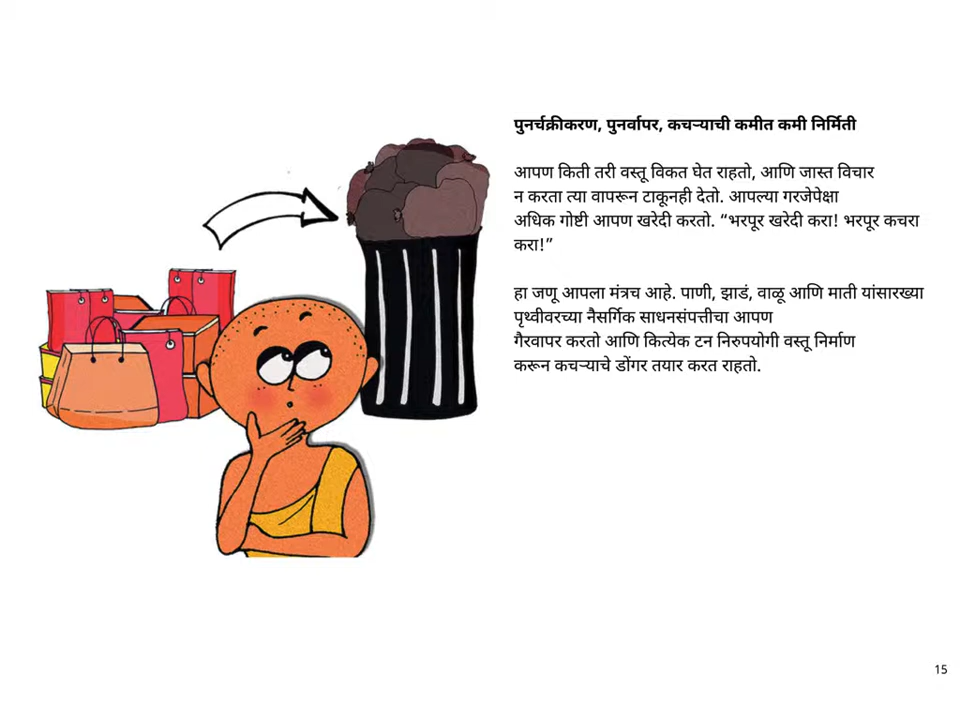 पुनर्चक्रीकरण, पुनर्वापर, कचऱ्याची कमीत कमी निर्मिती
आपण किती तरी वस्तू विकत घेत राहतो, आणि जास्त विचार
न करता त्या वापरून टाकूनही देतो. आपल्या गरजेपेक्षा
अधिक गोष्टी आपण खरेदी करतो. “भरपूर खरेदी करा! भरपूर कचरा
करा!”
हा जणू आपला मंत्रच आहे. पाणी, झाडं, वाळू आणि माती यांसारख्या
पृथ्वीवरच्या नैसर्गिक साधनसंपत्तीचा आपण
गैरवापर करतो आणि कित्येक टन निरुपयोगी वस्तू निर्माण
करून कचऱ्याचे डोंगर तयार करत राहतो.
15